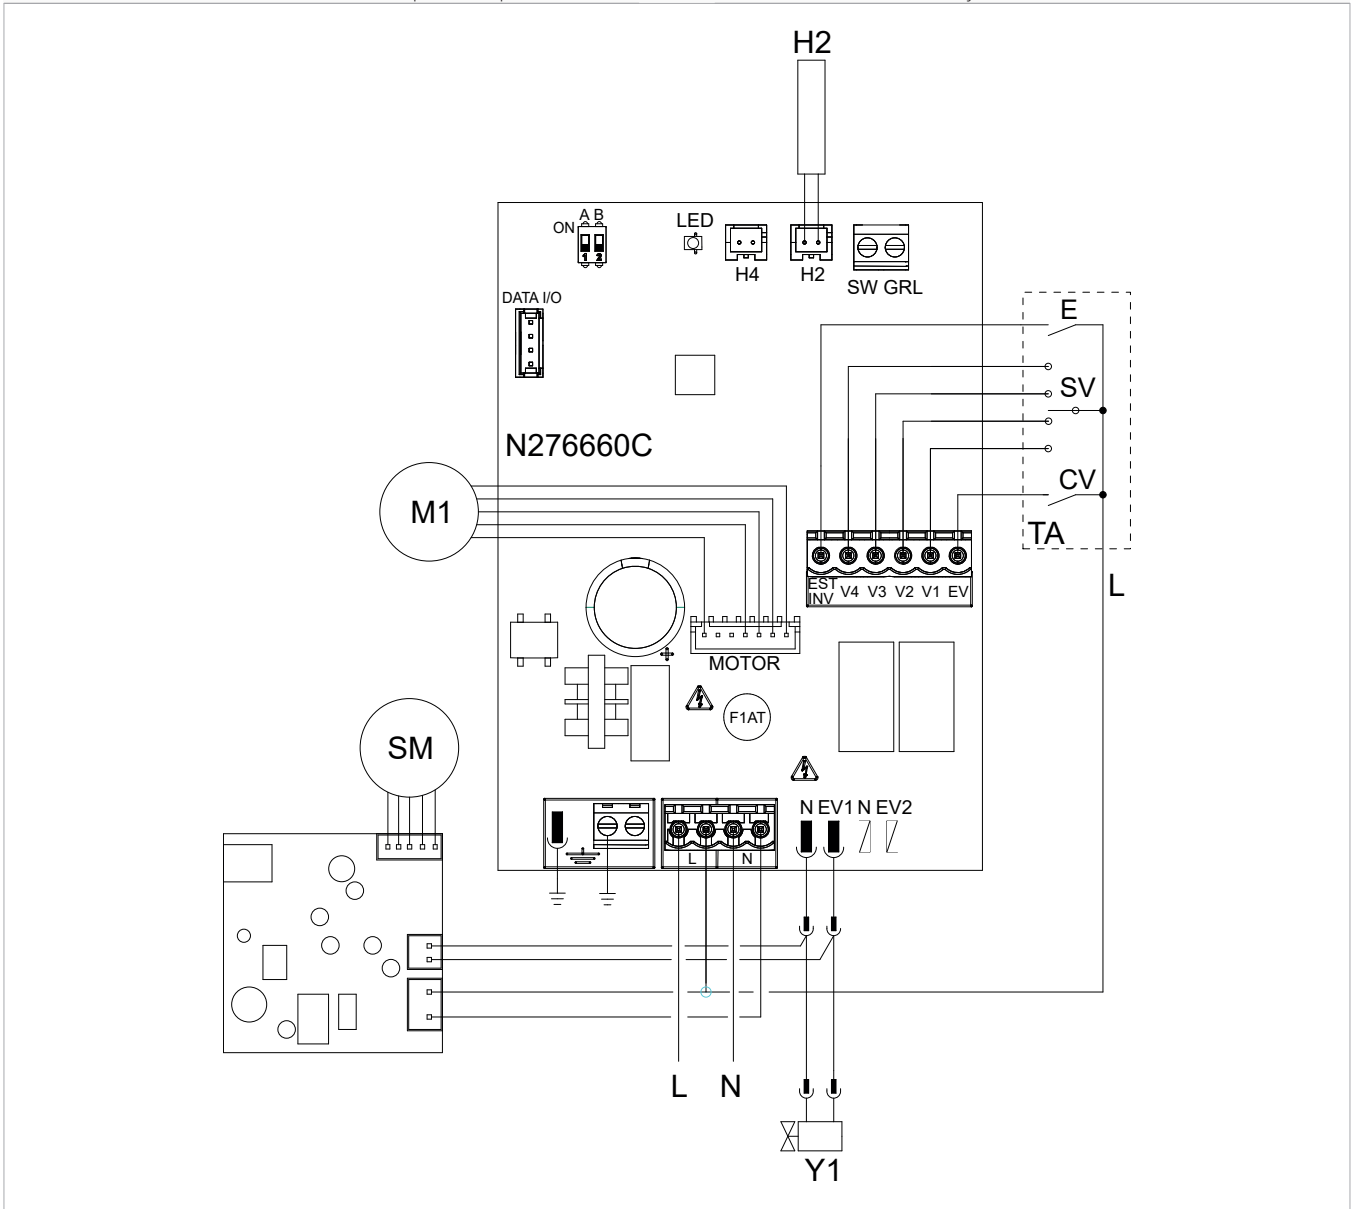 H2
A B
ON
1 2
LED
H4
H2
SW GRL
DATA I/O
E
SV
N276660C
CV
M1
TA
EST
INV V4 V3 V2 V1 EV
L
MOTOR
F1AT
SM
N EV1 N EV2
L N
L N
Y1